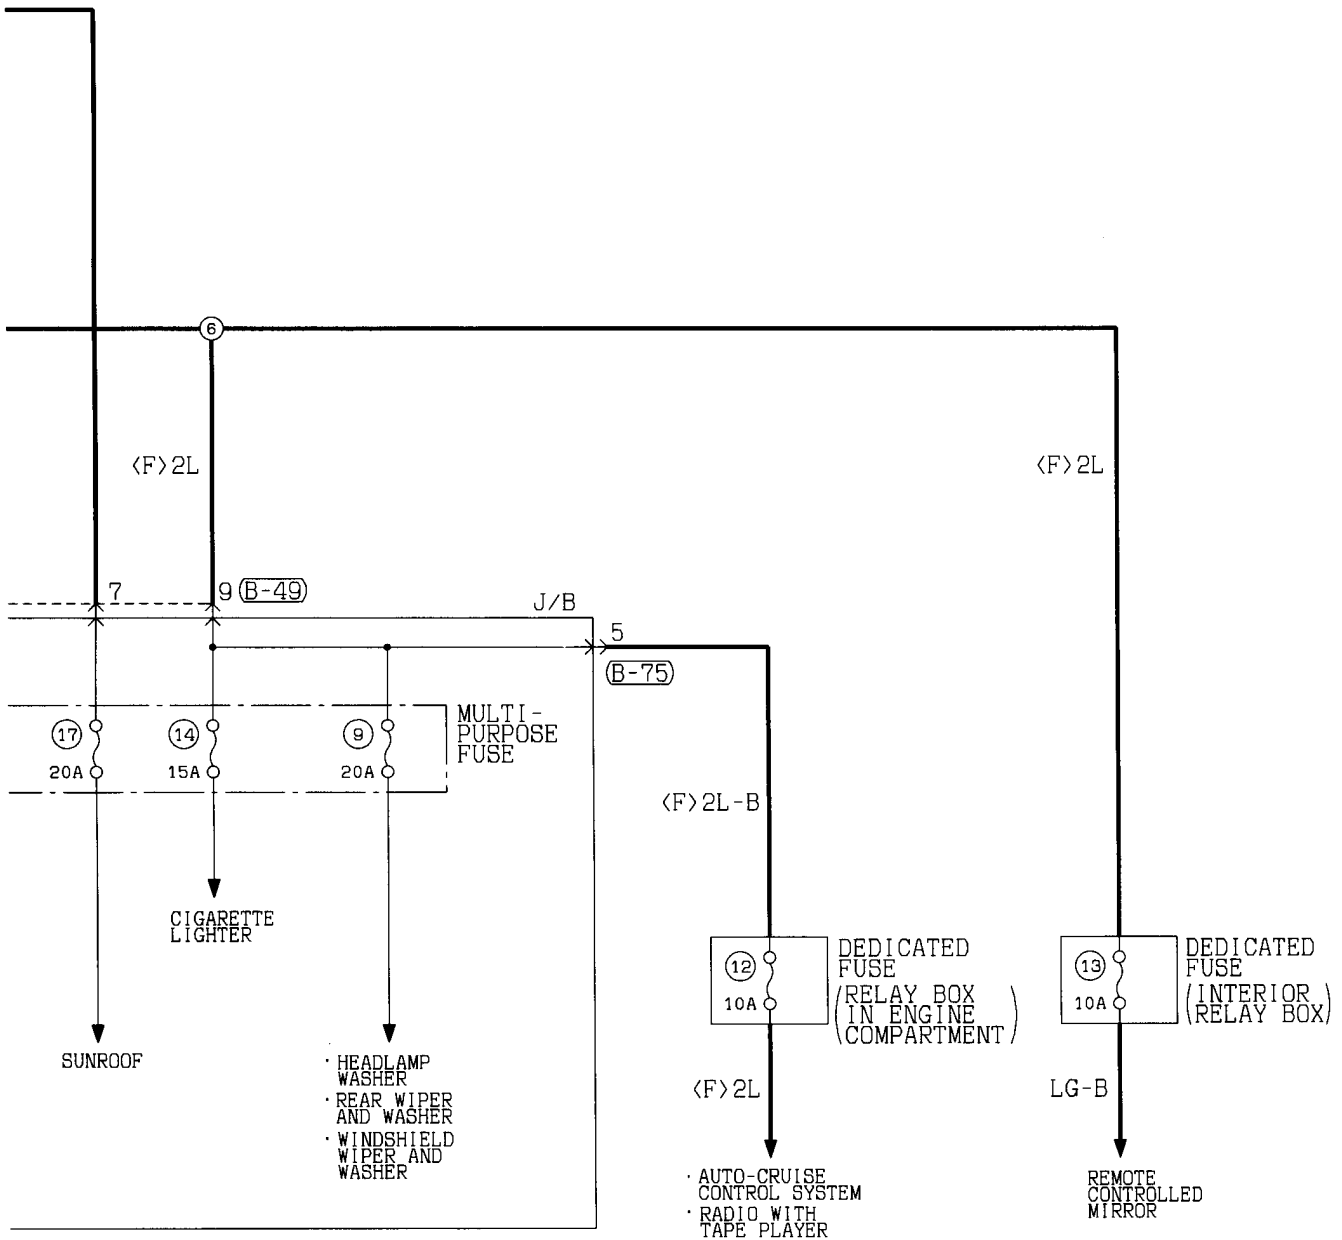 6
〈F〉2L
〈F〉2L
7
9
B-49
J/B
5
B-75
MULTI-
PURPOSE
FUSE
17
20A
14
15A
9
20A
〈F〉2L-B
CIGARETTE
LIGHTER
12
10A
DEDICATED
FUSE
(RELAY BOX
IN ENGINE
COMPARTMENT)
13
10A
DEDICATED
FUSE
(INTERIOR
RELAY BOX)
SUNROOF
· HEADLAMP
WASHER
· REAR WIPER
AND WASHER
· WINDSHIELD
WIPER AND
WASHER
〈F〉2L
LG-B
· AUTO-CRUISE
CONTROL SYSTEM
· RADIO WITH
TAPE PLAYER
REMOTE
CONTROLLED
MIRROR